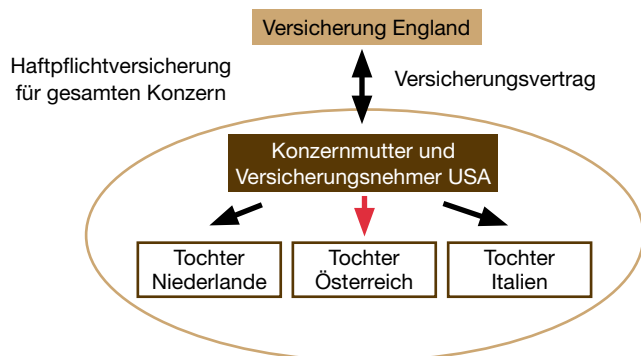 Versicherung England
Haftpflichtversicherung
für gesamten Konzern
Versicherungsvertrag
Konzernmutter und
Versicherungsnehmer USA
Tochter
Niederlande
Tochter
Österreich
Tochter
Italien